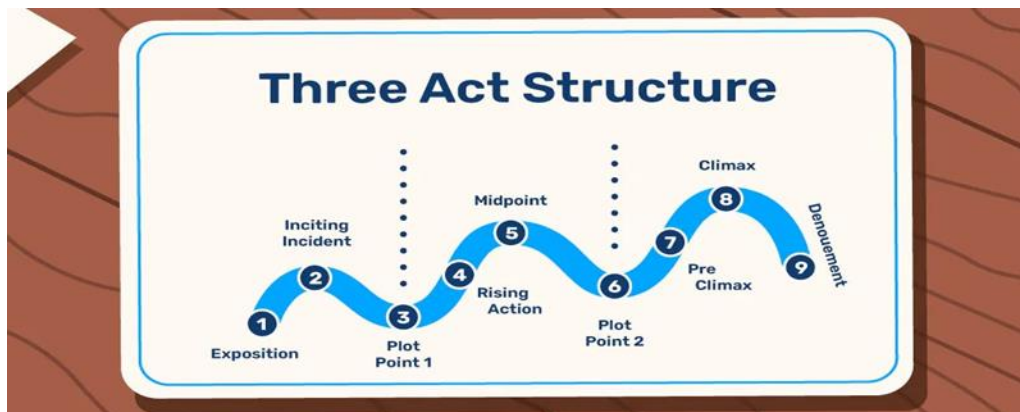 Three Act Structure
1
Exposition
2
Inciting
Incident
3
Plot
Point 1
4
Rising
Action
5
Midpoint
6
Plot
Point 2
7
Pre
Climax
8
Climax
9
Denouement